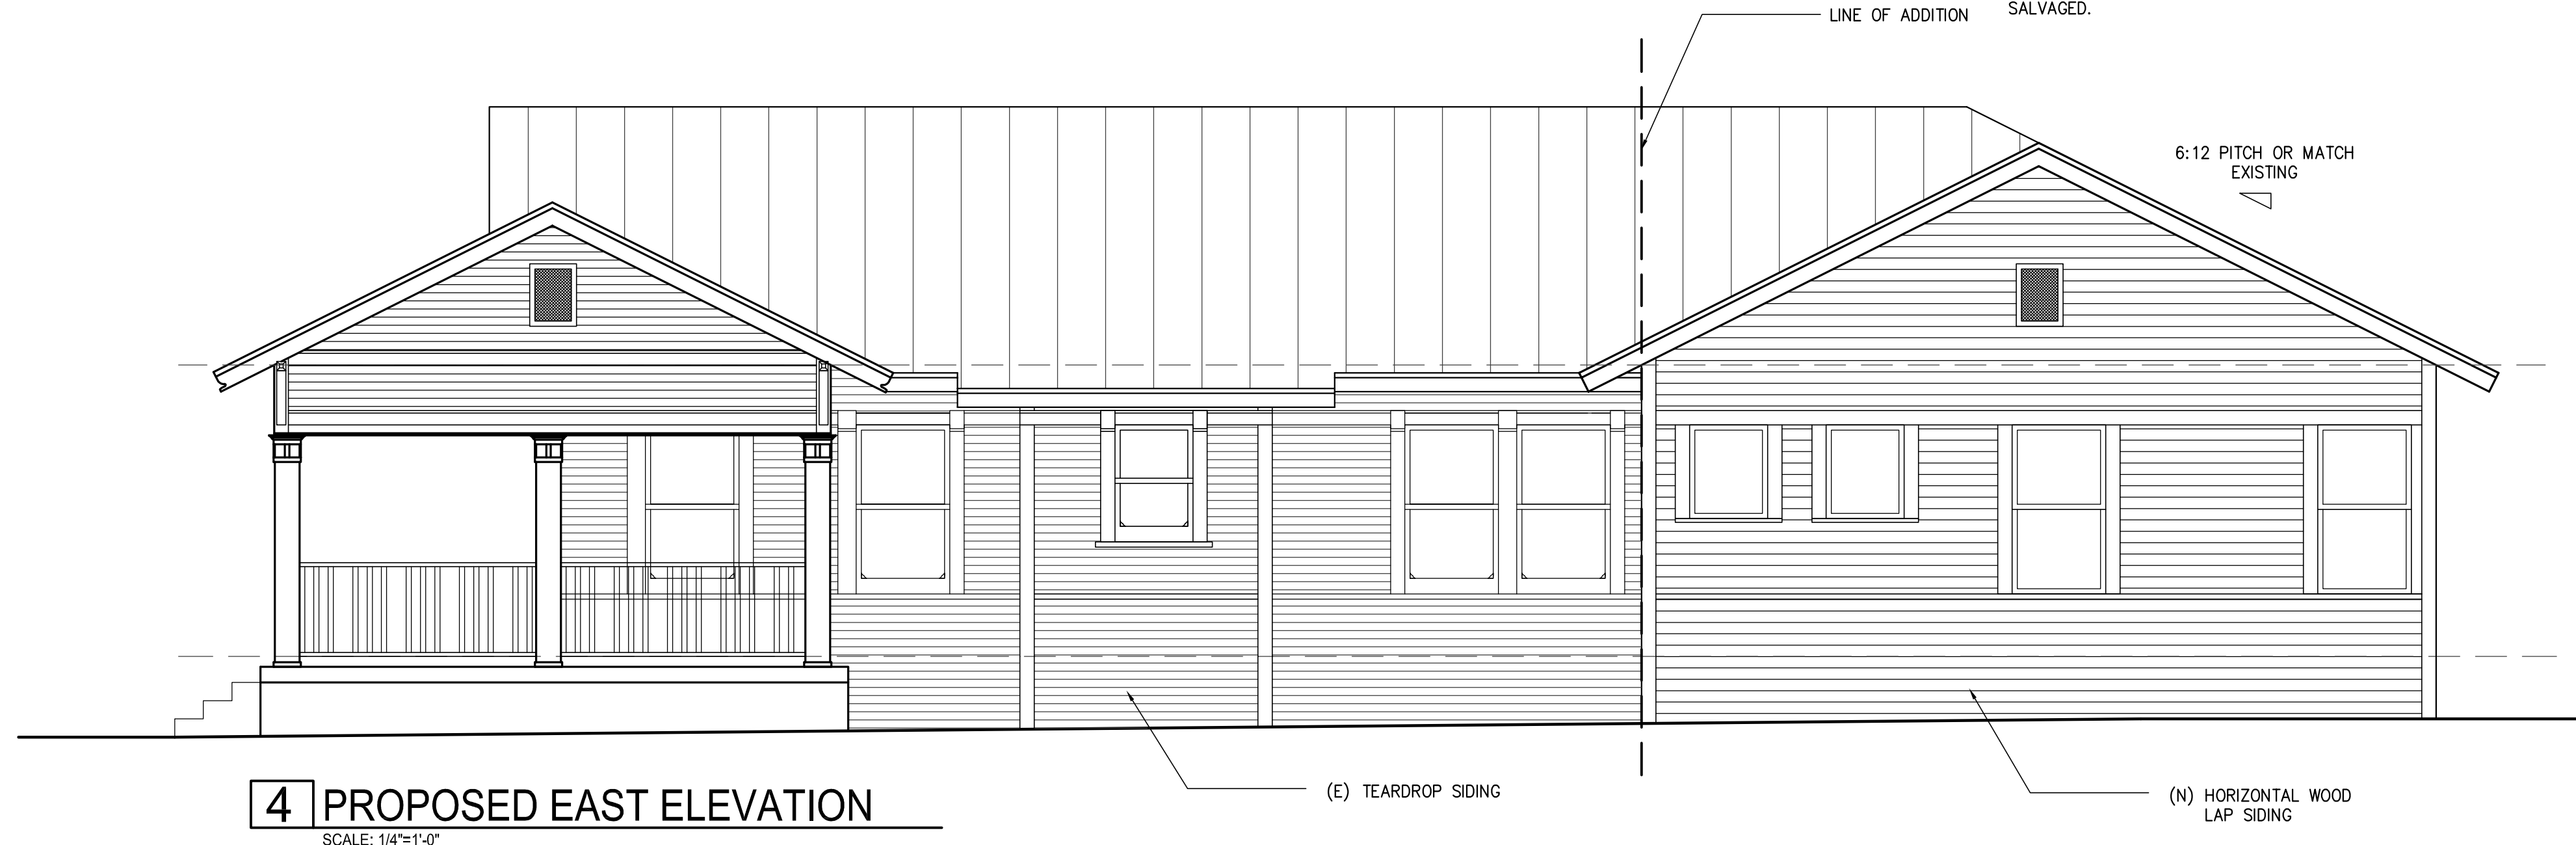 SALVAGED.
LINE OF ADDITION
6:12 PITCH OR MATCH
EXISTING
(E) TEARDROP SIDING
(N) HORIZONTAL WOOD
LAP SIDING
4 PROPOSED EAST ELEVATION
SCALE: 1/4"=1'-0"